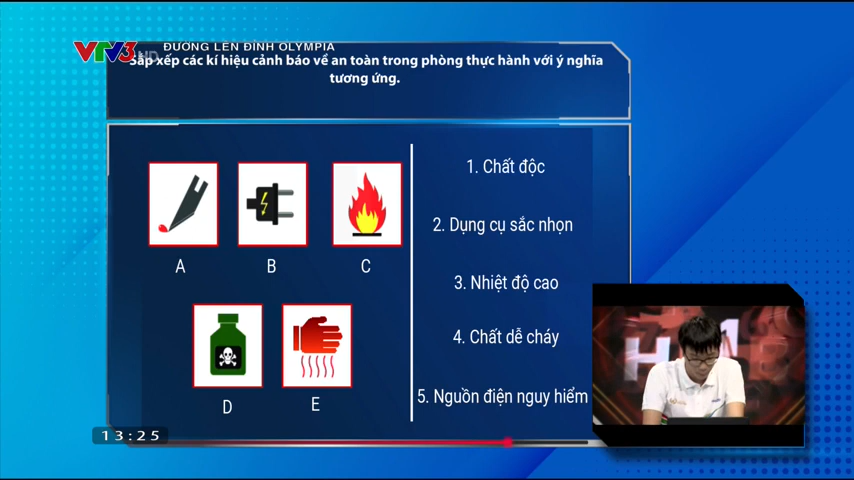 VTV3
HD
ĐƯỜNG LÊN ĐỈNH OLYMPIA
Sắp xếp các kí hiệu cảnh báo về an toàn trong phòng thực hành với ý nghĩa
tương ứng.
A
B
C
D
E
1. Chất độc
2. Dụng cụ sắc nhọn
3. Nhiệt độ cao
4. Chất dễ cháy
5. Nguồn điện nguy hiểm
13:25